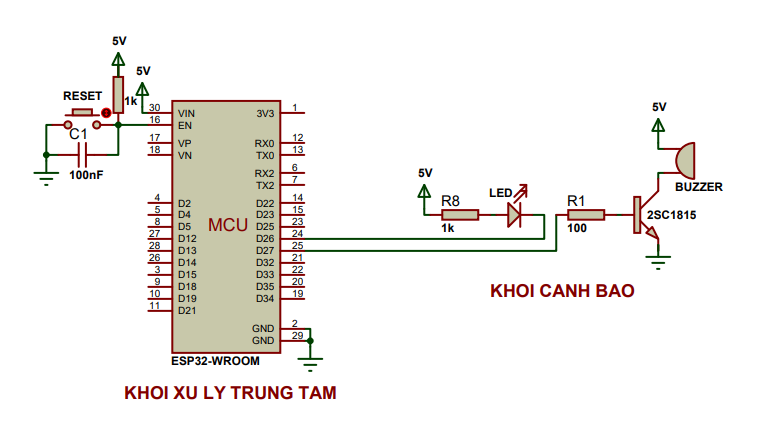 5V
5V
RESET
1k
C1
100nF
30 VIN
16 EN
17 VP
18 VN
4 D2
5 D4
8 D5
27 D12
28 D13
26 D14
3 D15
9 D18
10 D19
11 D21
MCU
3V3 1
RX0 12
TX0 13
RX2 6
TX2 7
D22 14
D23 15
D25 23
D26 24
D27 25
D32 21
D33 22
D35 20
D34 19
GND 2
GND 29
ESP32-WROOM
KHOI XU LY TRUNG TAM
5V
R8
1k
LED
R1
100
5V
BUZZER
2SC1815
KHOI CANH BAO